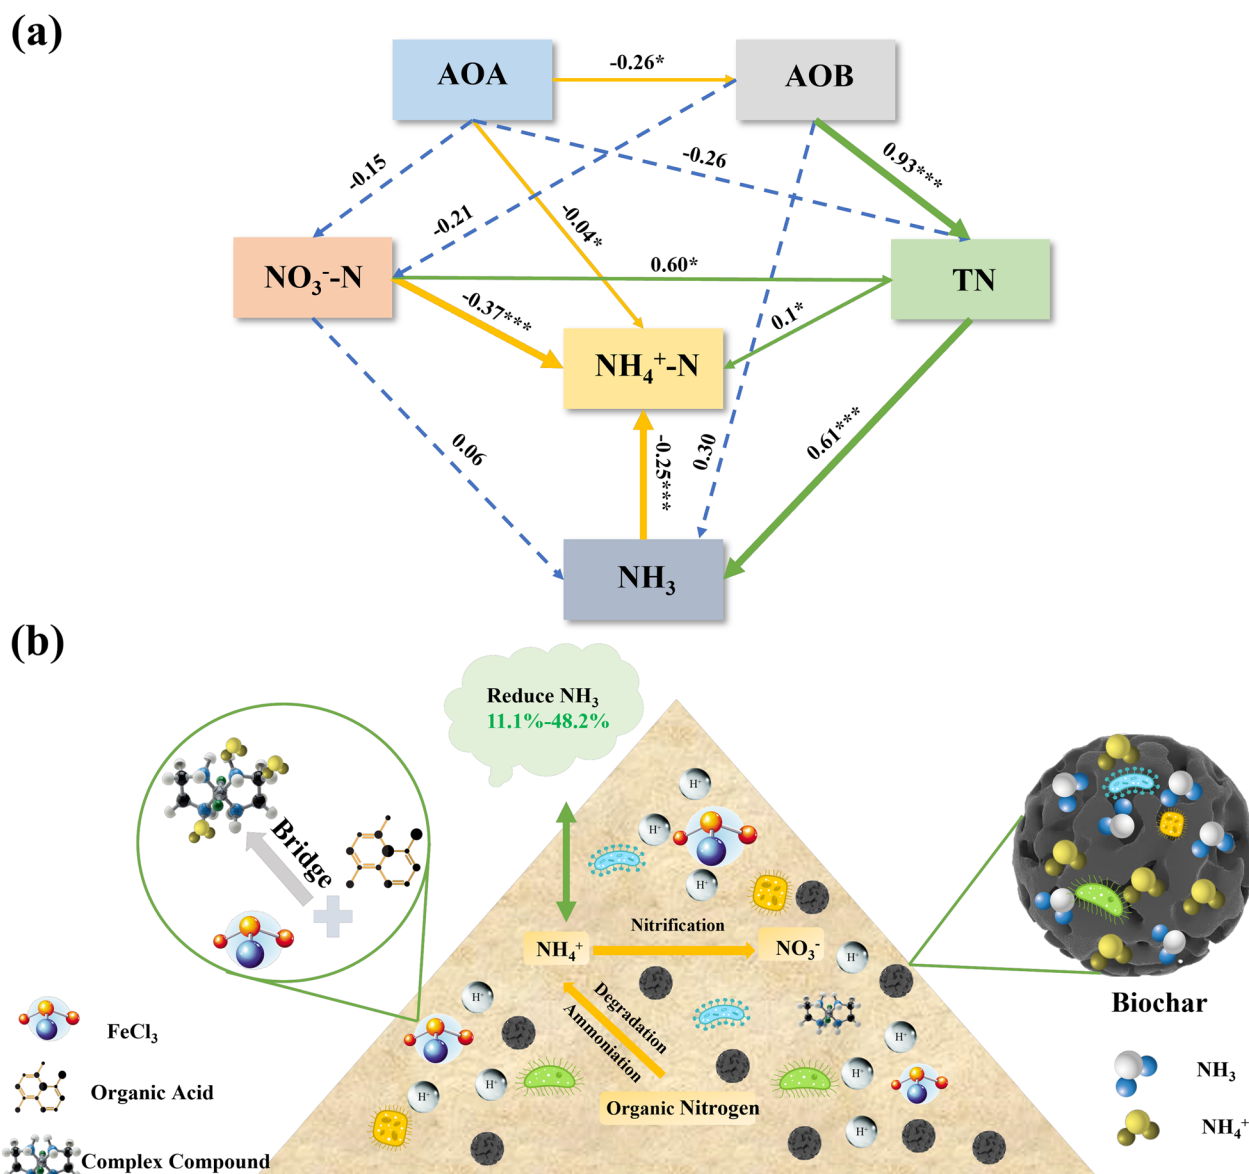 (a)
AOA
-0.26*
AOB
-0.15
-0.21
-0.04*
-0.26
0.93***
NO₃⁻-N
0.60*
TN
-0.37***
0.1*
NH₄⁺-N
0.06
-0.25***
0.30
0.61***
NH₃
(b)
Reduce NH₃
11.1%-48.2%
Bridge
H⁺
H⁺
H⁺
Nitrification
NH₄⁺
NO₃⁻
H⁺
Degradation
Ammoniation
H⁺
H⁺
H⁺
H⁺
H⁺
H⁺
Organic Nitrogen
H⁺
Biochar
FeCl₃
Organic Acid
Complex Compound
NH₃
NH₄⁺